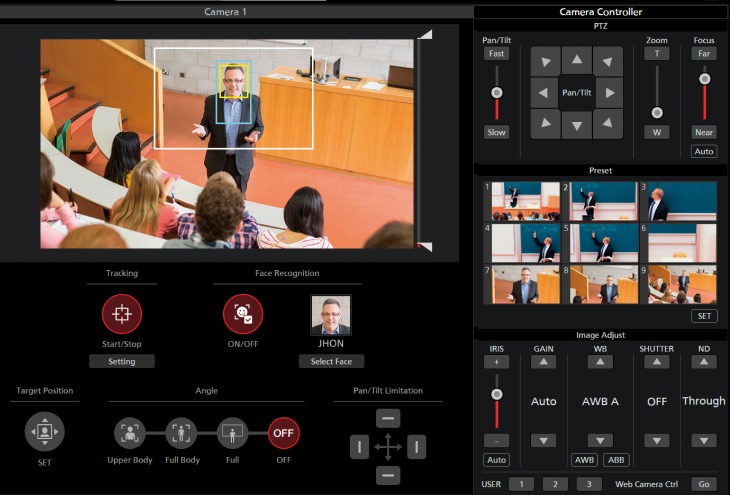 Camera 1
Tracking
Face Recognition
Start/Stop
ON/OFF
JHON
Setting
Select Face
Target Position
Angle
Pan/Tilt Limitation
OFF
SET
Upper Body
Full Body
Full
OFF
Camera Controller
PTZ
Pan/Tilt
Zoom
Focus
Fast
T
Far
Pan/Tilt
Slow
W
Near
Auto
Preset
1
2
3
4
5
6
7
8
9
SET
Image Adjust
IRIS
GAIN
WB
SHUTTER
ND
+
Auto
AWB A
OFF
Through
-
Auto
AWB
ABB
USER
1
2
3
Web Camera Ctrl
Go